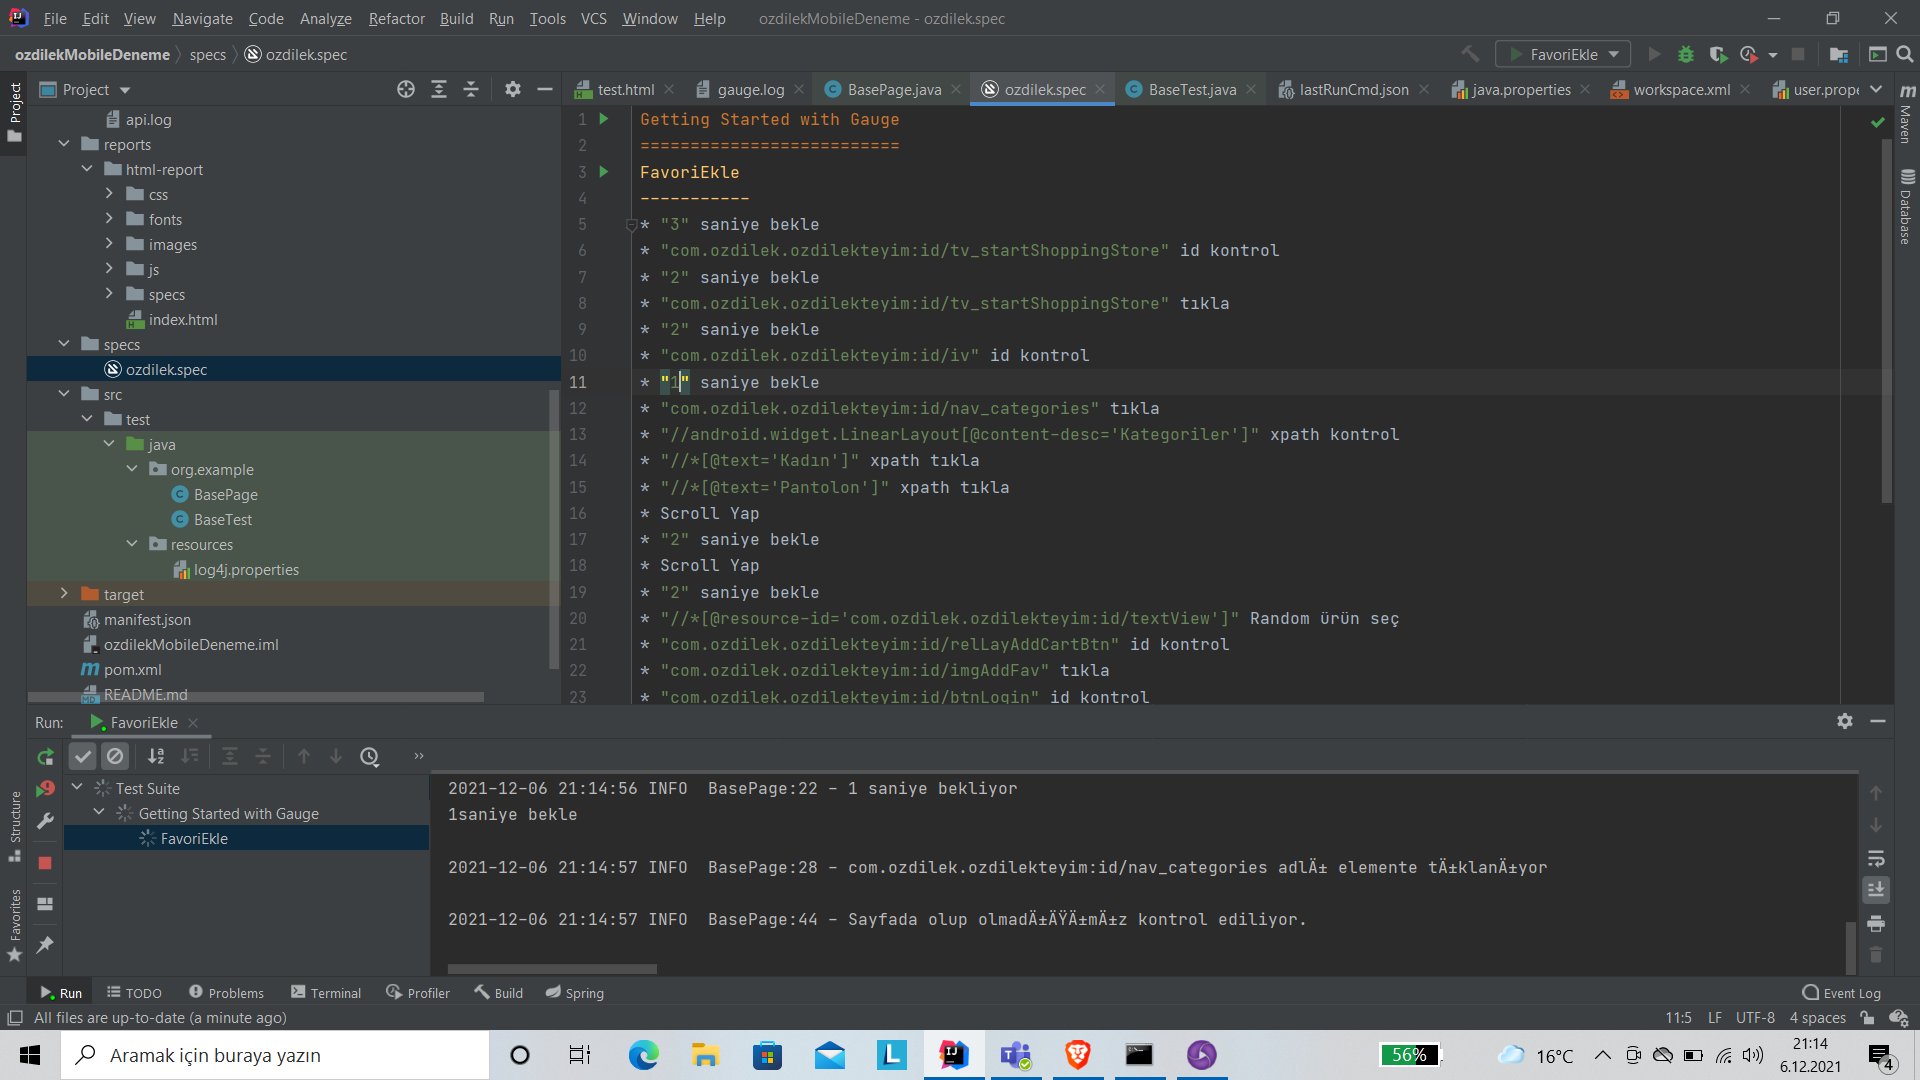 File Edit View Navigate Code Analyze Refactor Build Run Tools VCS Window Help ozdilekMobileDeneme - ozdilek.spec
ozdilekMobileDeneme specs ozdilek.spec FavoriEkle
Project
test.html gauge.log BasePage.java ozdilek.spec BaseTest.java lastRunCmd.json java.properties workspace.xml user.prope
Project
Maven
Database
Structure
Favorites
api.log
reports
html-report
css
fonts
images
js
specs
index.html
specs
ozdilek.spec
src
test
java
org.example
BasePage
BaseTest
resources
log4j.properties
target
manifest.json
ozdilekMobileDeneme.iml
pom.xml
README.md
1 Getting Started with Gauge
2 ==========================
3 FavoriEkle
4 -----------
5 * "3" saniye bekle
6 * "com.ozdilek.ozdilekteyim:id/tv_startShoppingStore" id kontrol
7 * "2" saniye bekle
8 * "com.ozdilek.ozdilekteyim:id/tv_startShoppingStore" tıkla
9 * "2" saniye bekle
10 * "com.ozdilek.ozdilekteyim:id/iv" id kontrol
11 * "1" saniye bekle
12 * "com.ozdilek.ozdilekteyim:id/nav_categories" tıkla
13 * "//android.widget.LinearLayout[@content-desc='Kategoriler']" xpath kontrol
14 * "//*[@text='Kadın']" xpath tıkla
15 * "//*[@text='Pantolon']" xpath tıkla
16 * Scroll Yap
17 * "2" saniye bekle
18 * Scroll Yap
19 * "2" saniye bekle
20 * "//*[@resource-id='com.ozdilek.ozdilekteyim:id/textView']" Random ürün seç
21 * "com.ozdilek.ozdilekteyim:id/relLayAddCartBtn" id kontrol
22 * "com.ozdilek.ozdilekteyim:id/imgAddFav" tıkla
23 * "com.ozdilek.ozdilekteyim:id/btnLogin" id kontrol
Run: FavoriEkle
Test Suite
Getting Started with Gauge
FavoriEkle
2021-12-06 21:14:56 INFO  BasePage:22 - 1 saniye bekliyor
1saniye bekle
2021-12-06 21:14:57 INFO  BasePage:28 - com.ozdilek.ozdilekteyim:id/nav_categories adlÄ± elemente tÄ±klanÄ±yor
2021-12-06 21:14:57 INFO  BasePage:44 - Sayfada olup olmadÄ±ÄŸÄ±mÄ±z kontrol ediliyor.
Run TODO Problems Terminal Profiler Build Spring Event Log
All files are up-to-date (a minute ago) 11:5 LF UTF-8 4 spaces
Aramak için buraya yazın L 56% 16°C 21:14
6.12.2021 4